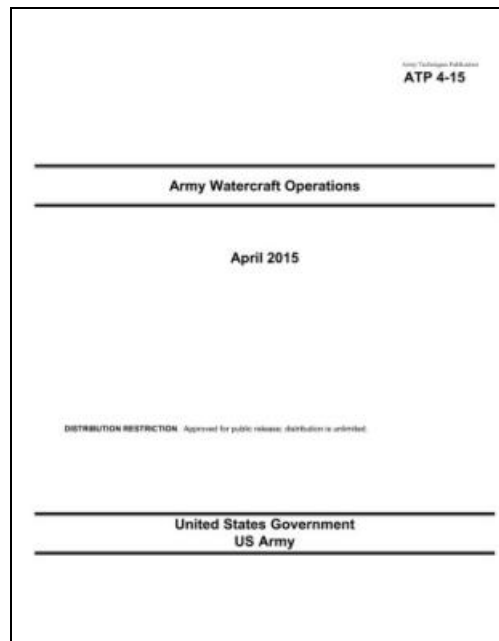 Army Techniques Publication
ATP 4-15
Army Watercraft Operations
April 2015
DISTRIBUTION RESTRICTION Approved for public release; distribution is unlimited.
United States Government
US Army